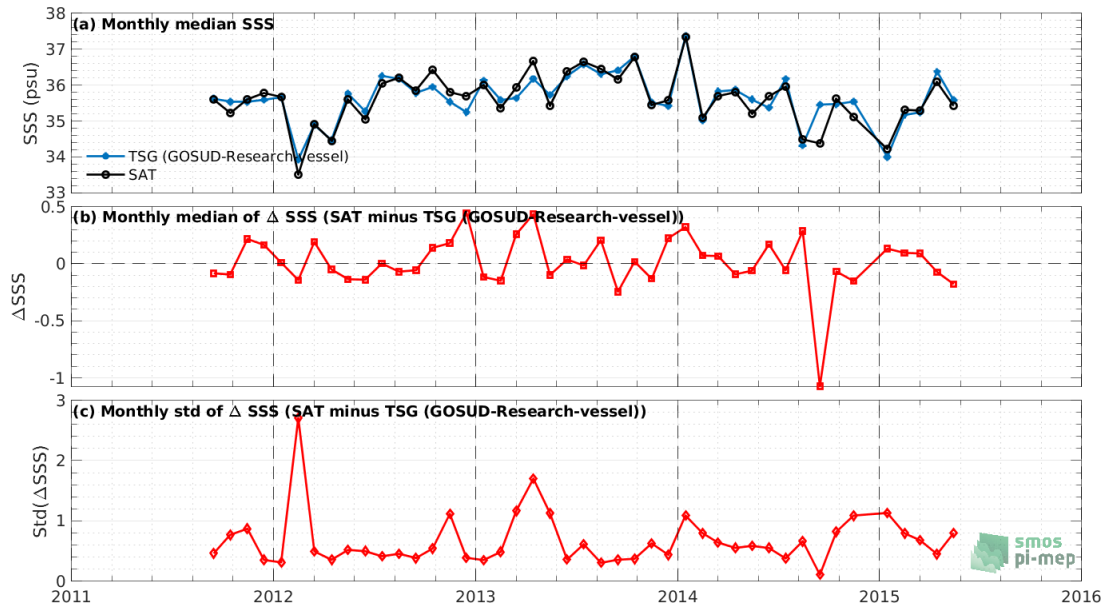 (a) Monthly median SSS
38
37
36
35
34
33
SSS (psu)
TSG (GOSUD-Research-vessel)
SAT
(b) Monthly median of Δ SSS (SAT minus TSG (GOSUD-Research-vessel))
0.5
0
-0.5
-1
ΔSSS
(c) Monthly std of Δ SSS (SAT minus TSG (GOSUD-Research-vessel))
3
2
1
0
Std(ΔSSS)
smos
pi-mep
2011 2012 2013 2014 2015 2016